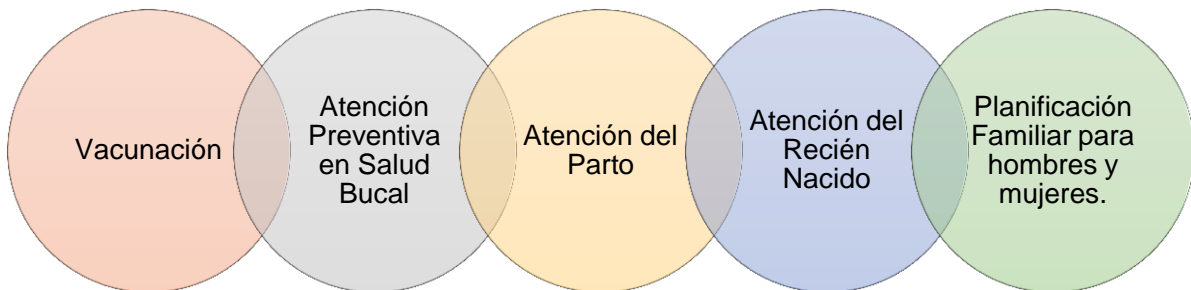 Vacunación
Atención
Preventiva
en Salud
Bucal
Atención del
Parto
Atención del
Recién
Nacido
Planificación
Familiar para
hombres y
mujeres.